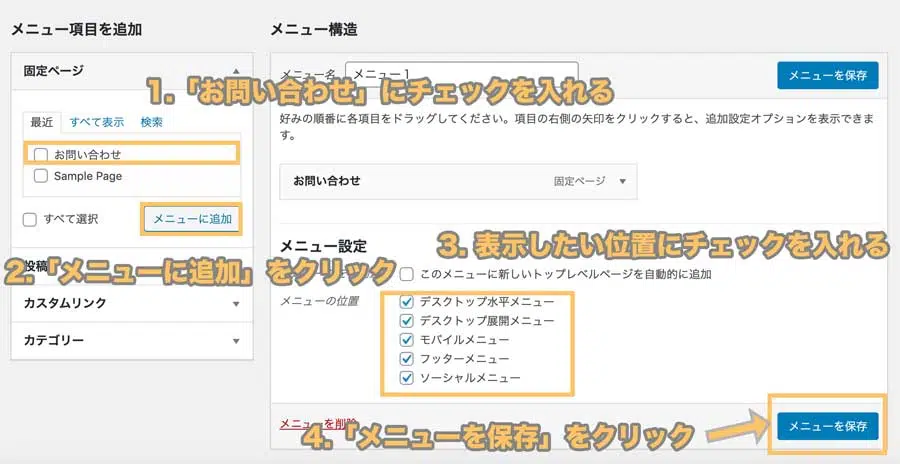 メニュー項目を追加
メニュー構造
固定ページ
メニュー名
メニュー 1
メニューを保存
1.「お問い合わせ」にチェックを入れる
最近
すべて表示
検索
好みの順番に各項目をドラッグしてください。項目の右側の矢印をクリックすると、追加設定オプションを表示できま
す。
お問い合わせ
Sample Page
お問い合わせ
固定ページ
すべて選択
メニューに追加
メニュー設定
3. 表示したい位置にチェックを入れる
投稿
2.「メニューに追加」をクリック
このメニューに新しいトップレベルページを自動的に追加
カスタムリンク
メニューの位置
デスクトップ水平メニュー
デスクトップ展開メニュー
カテゴリー
モバイルメニュー
フッターメニュー
ソーシャルメニュー
メニューを削除
4.「メニューを保存」をクリック
メニューを保存